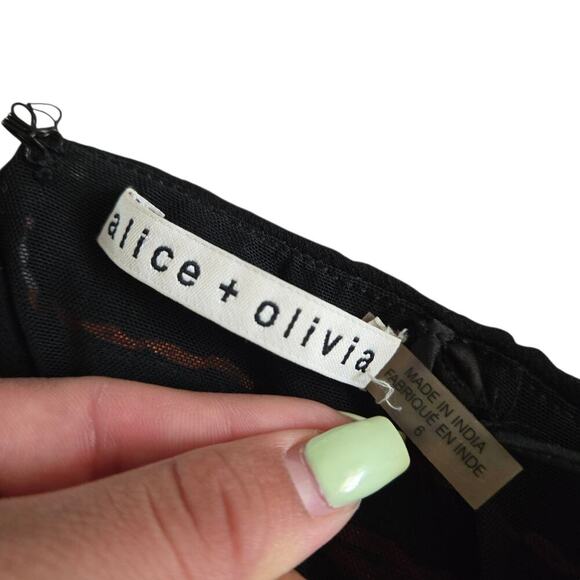 alice + olivia
MADE IN INDIA
FABRIQUÉ EN INDE
6